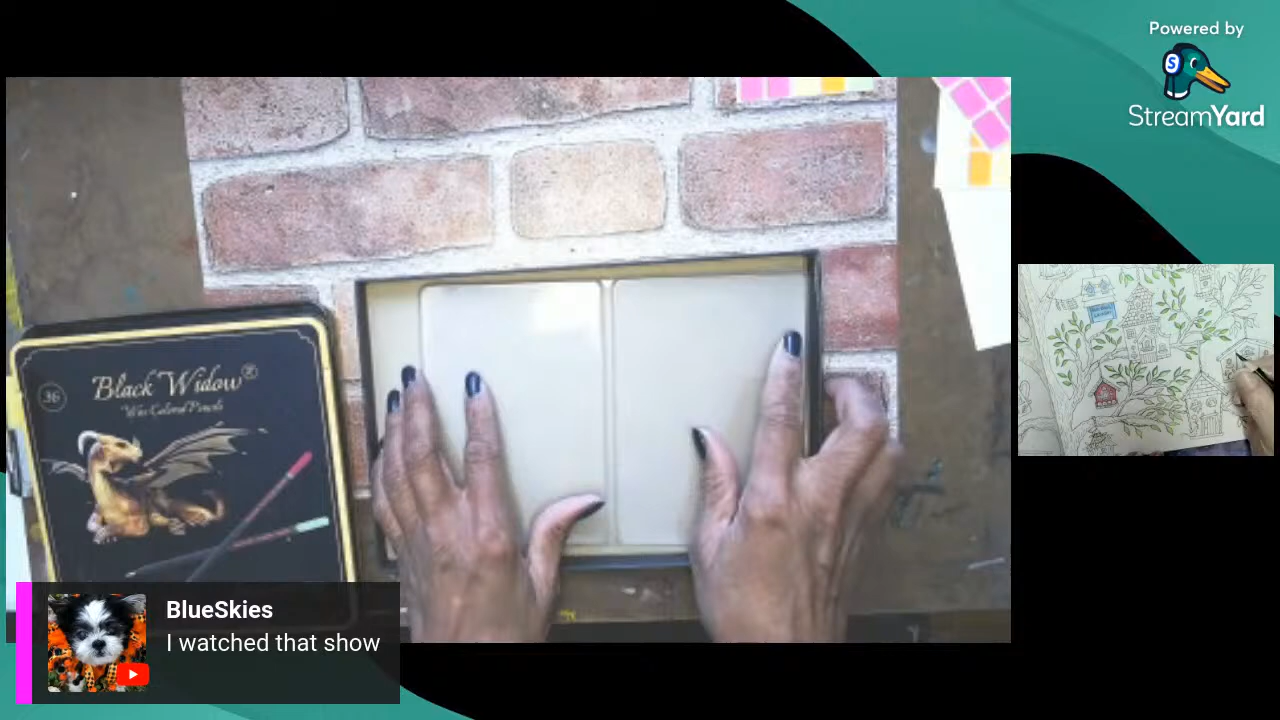 Powered by
StreamYard
36
Black Widow®
Wax Colored Pencils
BlueSkies
I watched that show